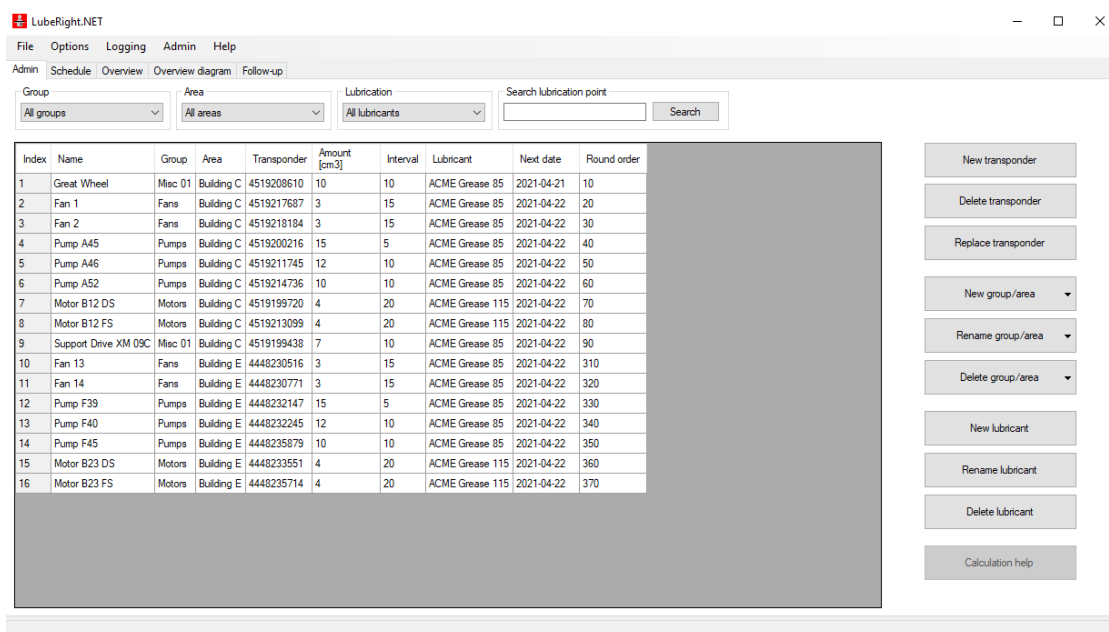 LubeRight.NET
File Options Logging Admin Help
Admin Schedule Overview Overview diagram Follow-up
Group Area Lubrication Search lubrication point
All groups All areas All lubricants Search
Index Name Group Area Transponder Amount [cm3] Interval Lubricant Next date Round order
1 Great Wheel Misc 01 Building C 4519208610 10 10 ACME Grease 85 2021-04-21 10
2 Fan 1 Fans Building C 4519217687 3 15 ACME Grease 85 2021-04-22 20
3 Fan 2 Fans Building C 4519218184 3 15 ACME Grease 85 2021-04-22 30
4 Pump A45 Pumps Building C 4519200216 15 5 ACME Grease 85 2021-04-22 40
5 Pump A46 Pumps Building C 4519211745 12 10 ACME Grease 85 2021-04-22 50
6 Pump A52 Pumps Building C 4519214736 10 10 ACME Grease 85 2021-04-22 60
7 Motor B12 DS Motors Building C 4519199720 4 20 ACME Grease 115 2021-04-22 70
8 Motor B12 FS Motors Building C 4519213099 4 20 ACME Grease 115 2021-04-22 80
9 Support Drive XM 09C Misc 01 Building C 4519199438 7 10 ACME Grease 85 2021-04-22 90
10 Fan 13 Fans Building E 4448230516 3 15 ACME Grease 85 2021-04-22 310
11 Fan 14 Fans Building E 4448230771 3 15 ACME Grease 85 2021-04-22 320
12 Pump F39 Pumps Building E 4448232147 15 5 ACME Grease 85 2021-04-22 330
13 Pump F40 Pumps Building E 4448232245 12 10 ACME Grease 85 2021-04-22 340
14 Pump F45 Pumps Building E 4448235879 10 10 ACME Grease 85 2021-04-22 350
15 Motor B23 DS Motors Building E 4448233551 4 20 ACME Grease 115 2021-04-22 360
16 Motor B23 FS Motors Building E 4448235714 4 20 ACME Grease 115 2021-04-22 370
New transponder
Delete transponder
Replace transponder
New group/area
Rename group/area
Delete group/area
New lubricant
Rename lubricant
Delete lubricant
Calculation help